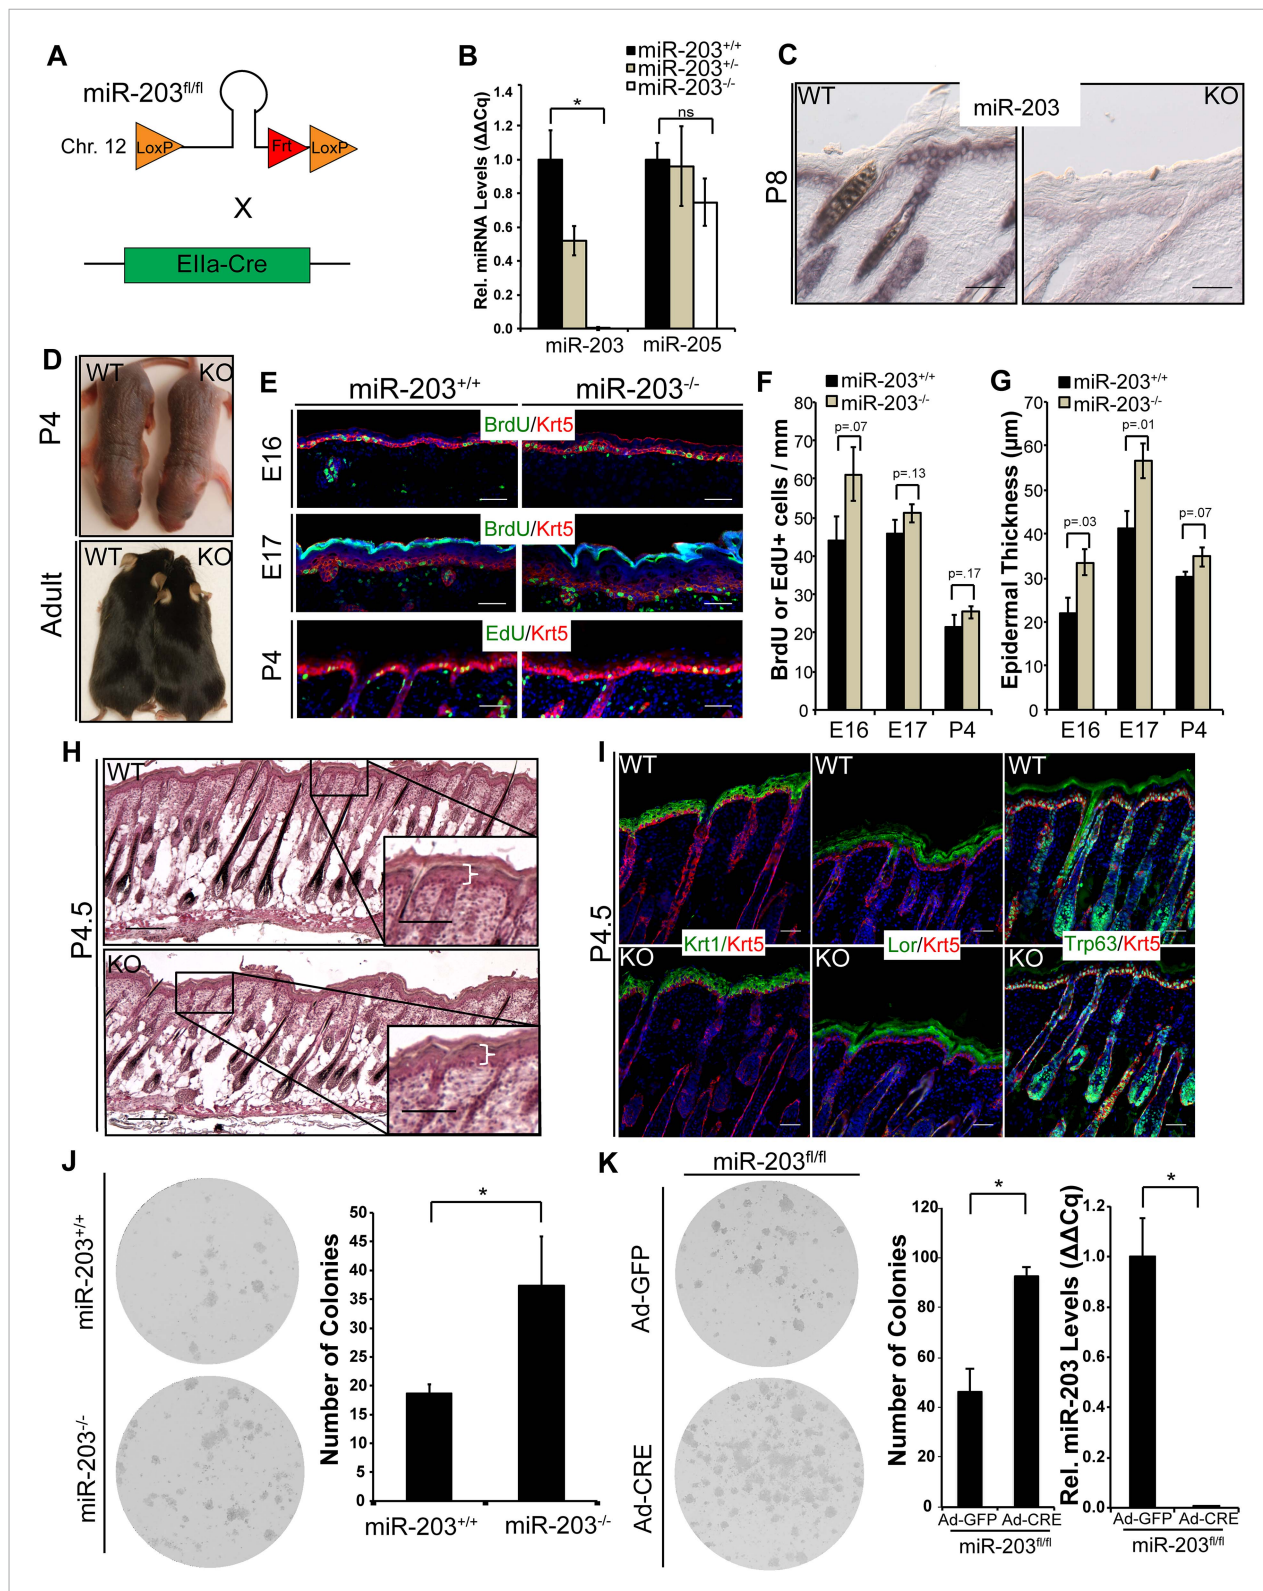 A
miR-203fl/fl
Chr. 12
LoxP
Frt
LoxP
X
EIIa-Cre
B
miR-203+/+
miR-203+/-
miR-203-/-
Rel. miRNA Levels (ΔΔCq)
1.4
1.2
1.0
0.8
0.6
0.4
0.2
0.0
*
ns
miR-203
miR-205
C
WT
miR-203
KO
P8
D
WT
KO
P4
WT
KO
Adult
E
miR-203+/+
miR-203-/-
E16
BrdU/Krt5
E17
BrdU/Krt5
P4
EdU/Krt5
F
miR-203+/+
miR-203-/-
BrdU or EdU+ cells / mm
80
70
60
50
40
30
20
10
0
p=.07
p=.13
p=.17
E16
E17
P4
G
miR-203+/+
miR-203-/-
Epidermal Thickness (µm)
70
60
50
40
30
20
10
0
p=.03
p=.01
p=.07
E16
E17
P4
H
WT
P4.5
KO
I
WT
WT
WT
P4.5
Krt1/Krt5
Lor/Krt5
Trp63/Krt5
KO
KO
KO
J
miR-203+/+
miR-203-/-
Number of Colonies
50
45
40
35
30
25
20
15
10
5
0
*
miR-203+/+
miR-203-/-
K
miR-203fl/fl
Ad-GFP
Ad-CRE
Number of Colonies
120
100
80
60
40
20
0
*
Ad-GFP Ad-CRE
miR-203fl/fl
Rel. miR-203 Levels (ΔΔCq)
1.2
1.0
0.8
0.6
0.4
0.2
0.0
*
Ad-GFP Ad-CRE
miR-203fl/fl